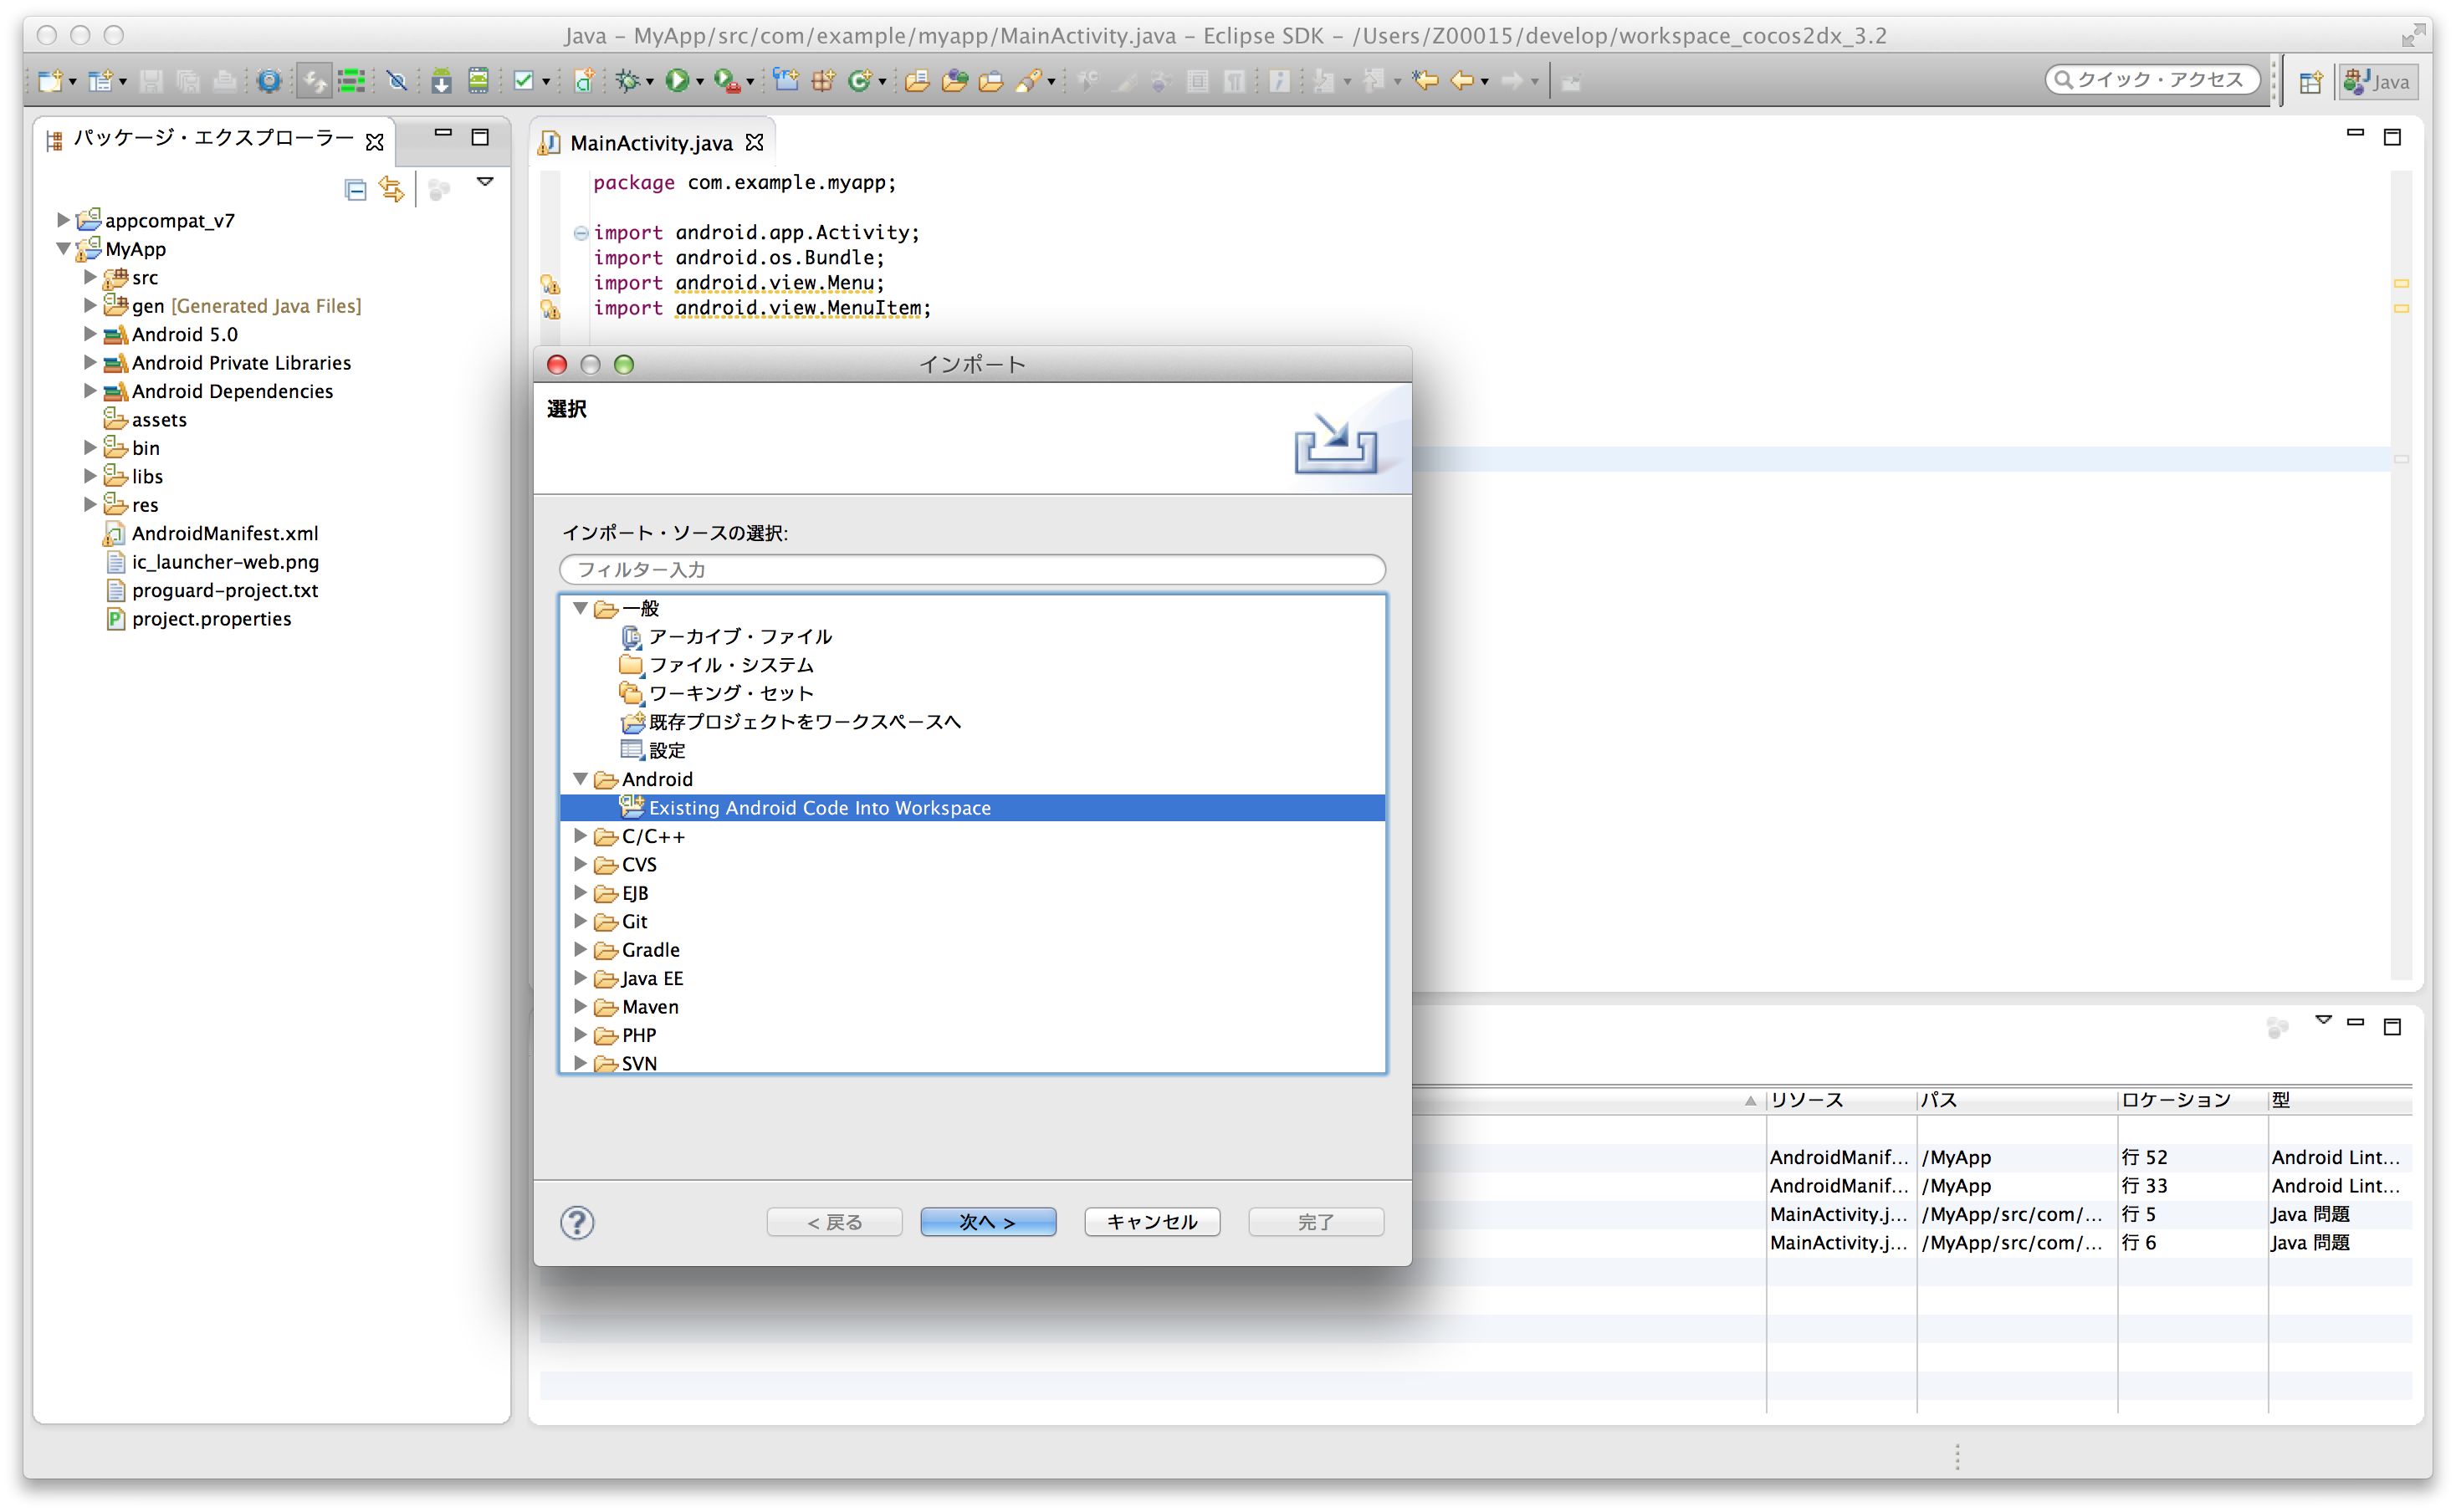 Java – MyApp/src/com/example/myapp/MainActivity.java – Eclipse SDK – /Users/Z00015/develop/workspace_cocos2dx_3.2
クイック・アクセス
Java
パッケージ・エクスプローラー
appcompat_v7
MyApp
src
gen [Generated Java Files]
Android 5.0
Android Private Libraries
Android Dependencies
assets
bin
libs
res
AndroidManifest.xml
ic_launcher-web.png
proguard-project.txt
project.properties
MainActivity.java
package com.example.myapp;
import android.app.Activity;
import android.os.Bundle;
import android.view.Menu;
import android.view.MenuItem;
インポート
選択
インポート・ソースの選択:
フィルター入力
一般
アーカイブ・ファイル
ファイル・システム
ワーキング・セット
既存プロジェクトをワークスペースへ
設定
Android
Existing Android Code Into Workspace
C/C++
CVS
EJB
Git
Gradle
Java EE
Maven
PHP
SVN
? < 戻る 次へ > キャンセル 完了
リソース パス ロケーション 型
AndroidManif... /MyApp 行 52 Android Lint...
AndroidManif... /MyApp 行 33 Android Lint...
MainActivity.j... /MyApp/src/com/... 行 5 Java 問題
MainActivity.j... /MyApp/src/com/... 行 6 Java 問題